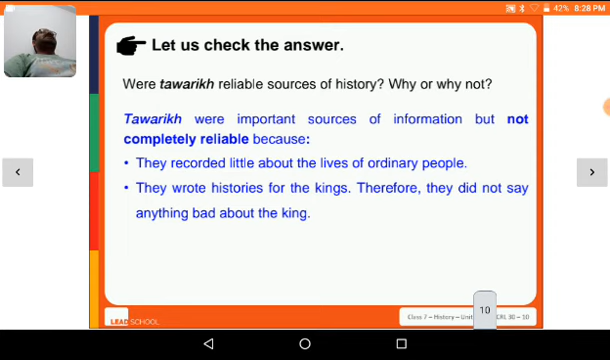 42% 8:28 PM
Let us check the answer.
Were tawarikh reliable sources of history? Why or why not?
Tawarikh were important sources of information but not
completely reliable because:
• They recorded little about the lives of ordinary people.
• They wrote histories for the kings. Therefore, they did not say
anything bad about the king.
LEAD SCHOOL
Class 7 – History – Unit
10
CRL 30 – 10